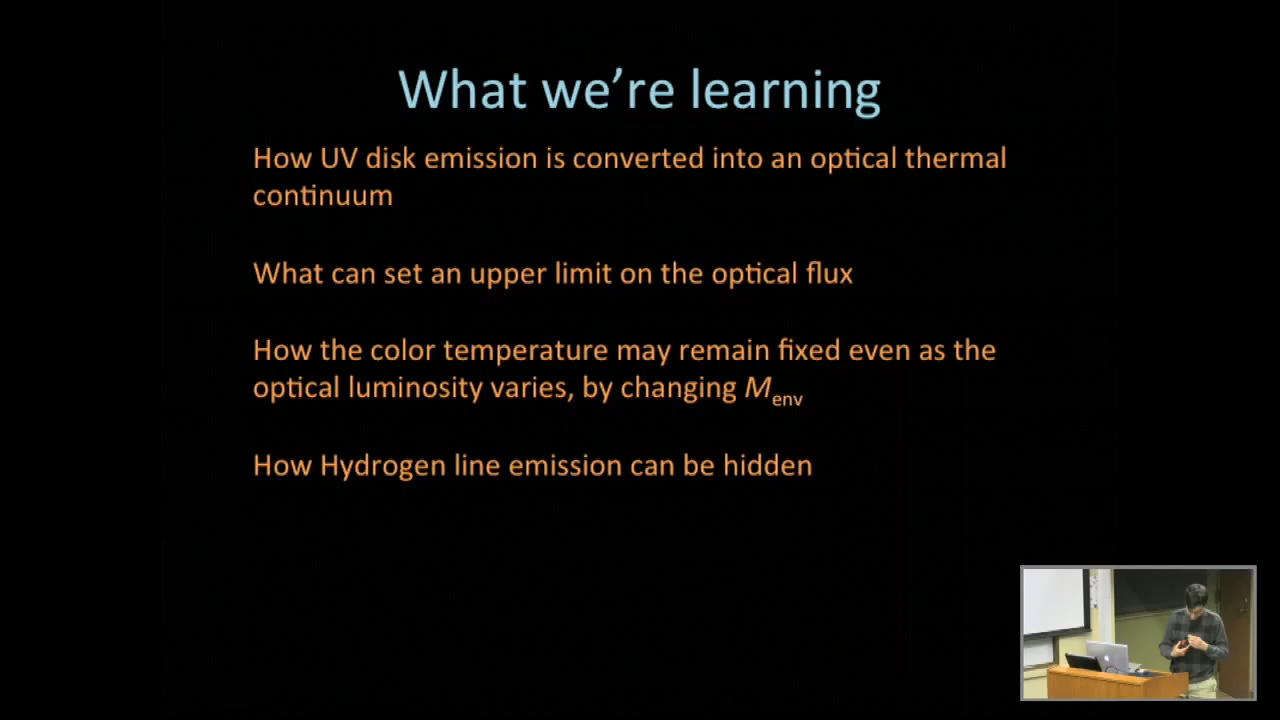 What we’re learning
How UV disk emission is converted into an optical thermal
continuum
What can set an upper limit on the optical flux
How the color temperature may remain fixed even as the
optical luminosity varies, by changing Menv
How Hydrogen line emission can be hidden